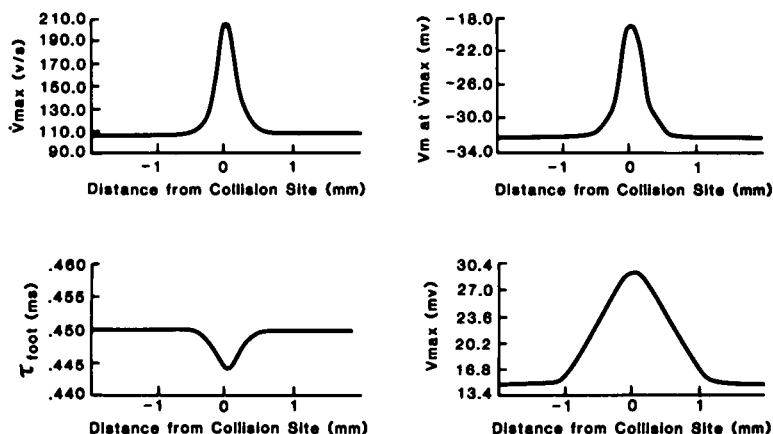 V̇max (v/s)
210.0
190.0
170.0
150.0
130.0
110.0
90.0
-1 0 1
Distance from Collision Site (mm)
Vm at V̇max (mv)
-18.0
-22.0
-26.0
-30.0
-34.0
-1 0 1
Distance from Collision Site (mm)
τfoot (ms)
.460
.455
.450
.445
.440
-1 0 1
Distance from Collision Site (mm)
Vmax (mv)
30.4
27.0
23.6
20.2
16.8
13.4
-1 0 1
Distance from Collision Site (mm)